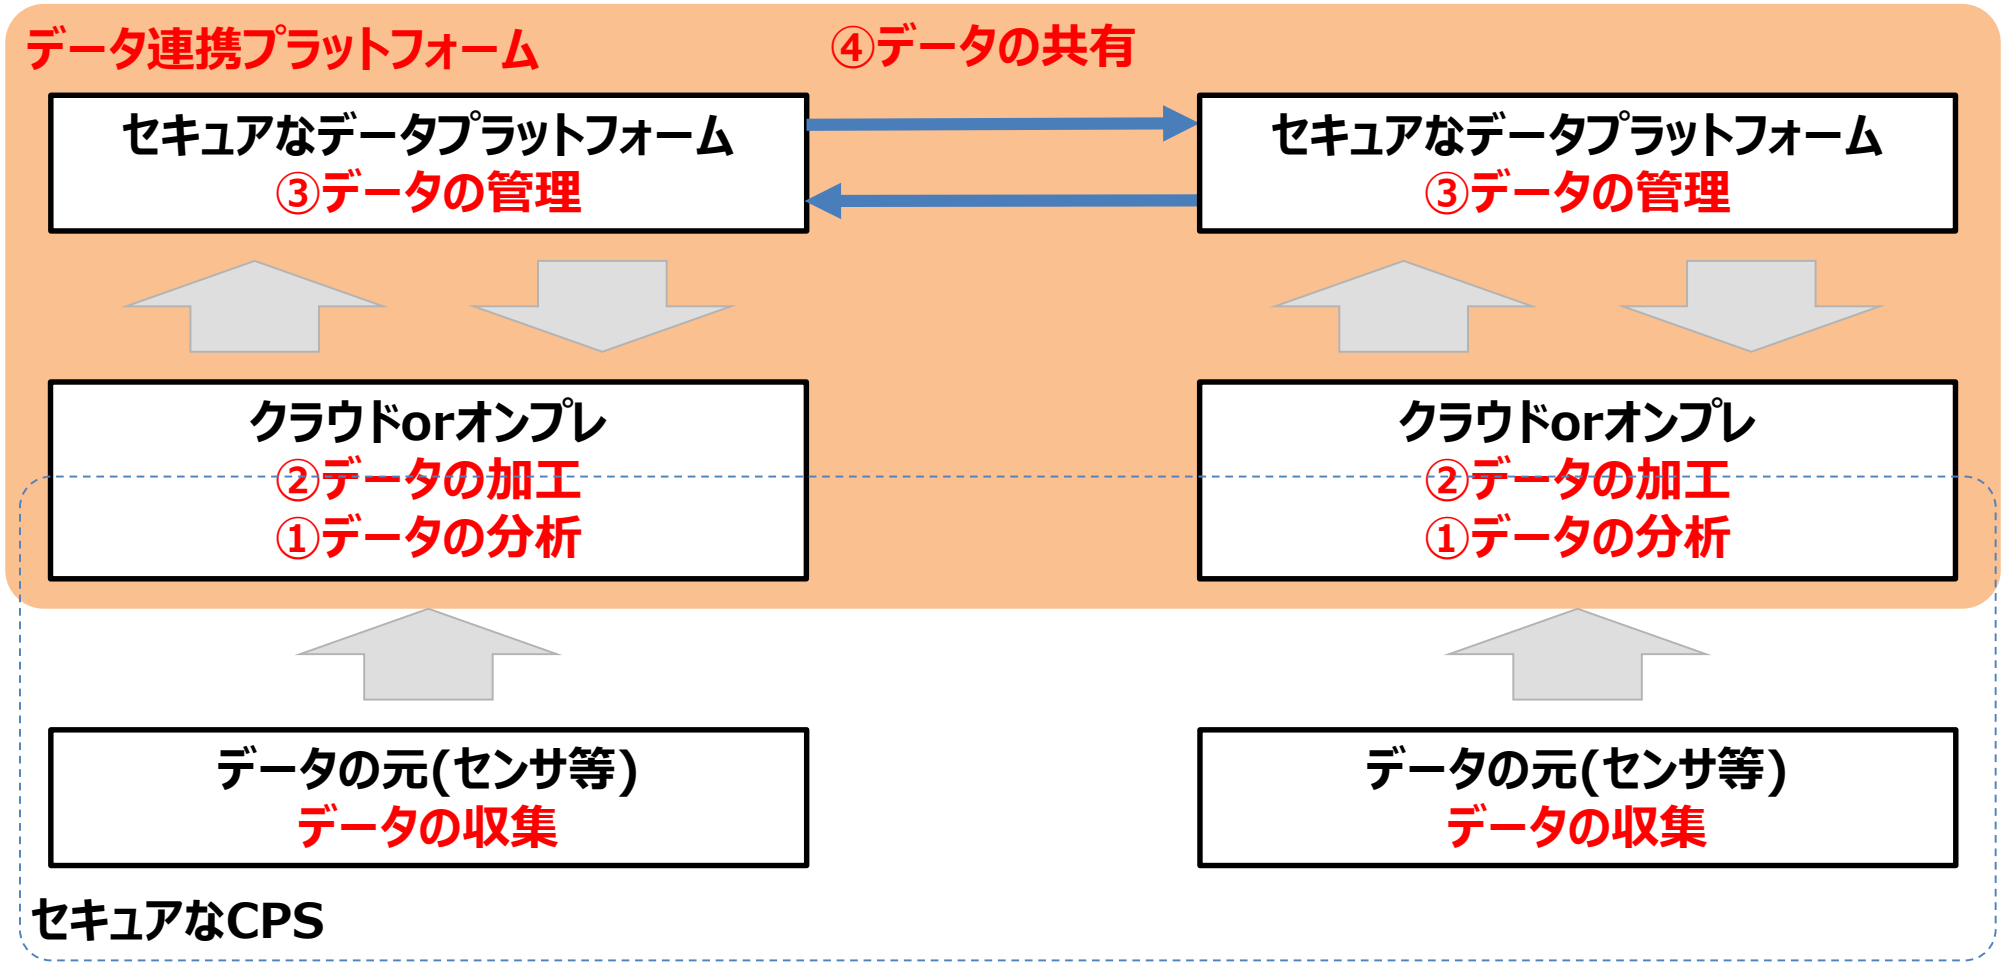 データ連携プラットフォーム
④データの共有
セキュアなデータプラットフォーム
③データの管理
セキュアなデータプラットフォーム
③データの管理
クラウドorオンプレ
②データの加工
①データの分析
クラウドorオンプレ
②データの加工
①データの分析
データの元(センサ等)
データの収集
データの元(センサ等)
データの収集
セキュアなCPS